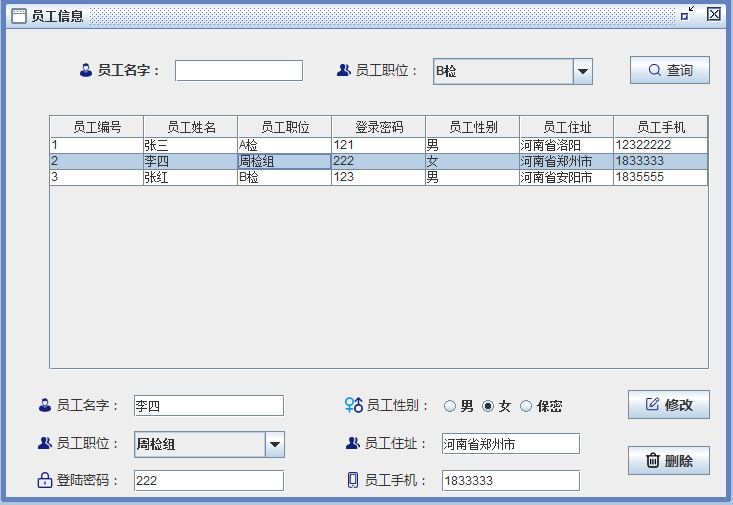 员工信息
员工名字： 员工职位： B检 查询
员工编号 员工姓名 员工职位 登录密码 员工性别 员工住址 员工手机
1 张三 A检 121 男 河南省洛阳 12322222
2 李四 周检组 222 女 河南省郑州市 1833333
3 张红 B检 123 男 河南省安阳市 1835555
员工名字： 李四 员工性别： 男 女 保密 修改
员工职位： 周检组 员工住址： 河南省郑州市
登陆密码： 222 员工手机： 1833333 删除